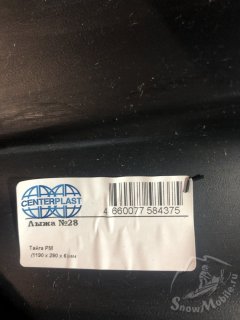 CENTERPLAST
Лыжа №28
4 660077 584375
Тайга РМ
(1190 x 290 x 6)мм
SnowMobile.ru